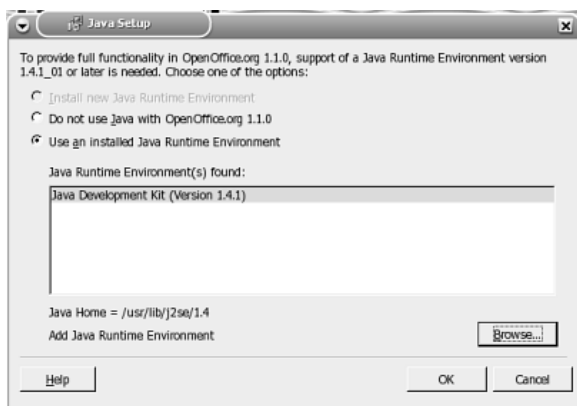 Java Setup
To provide full functionality in OpenOffice.org 1.1.0, support of a Java Runtime Environment version
1.4.1_01 or later is needed. Choose one of the options:
Install new Java Runtime Environment
Do not use Java with OpenOffice.org 1.1.0
Use an installed Java Runtime Environment
Java Runtime Environment(s) found:
Java Development Kit (Version 1.4.1)
Java Home = /usr/lib/j2se/1.4
Add Java Runtime Environment
Browse...
Help
OK
Cancel